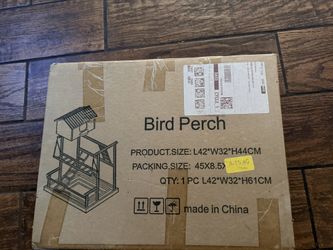 Bird Perch
PRODUCT.SIZE: L42*W32*H44CM
PACKING.SIZE: 45X8.5X
QTY: 1 PC L42*W32*H61CM
made in China